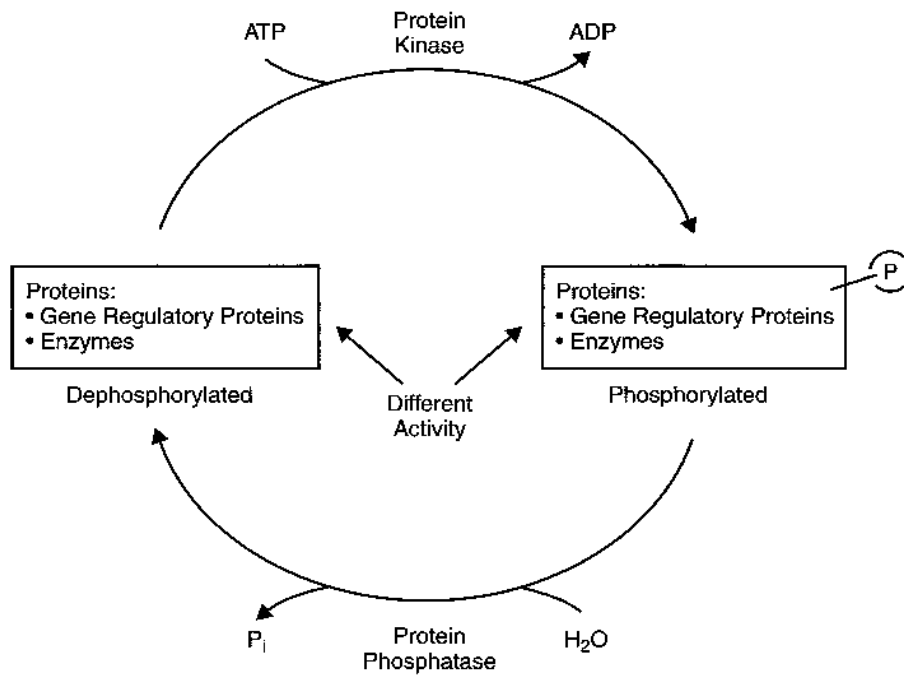 ATP
Protein
Kinase
ADP
Proteins:
• Gene Regulatory Proteins
• Enzymes
Dephosphorylated
Different
Activity
Proteins:
• Gene Regulatory Proteins
• Enzymes
P
Phosphorylated
Pi
Protein
Phosphatase
H₂O